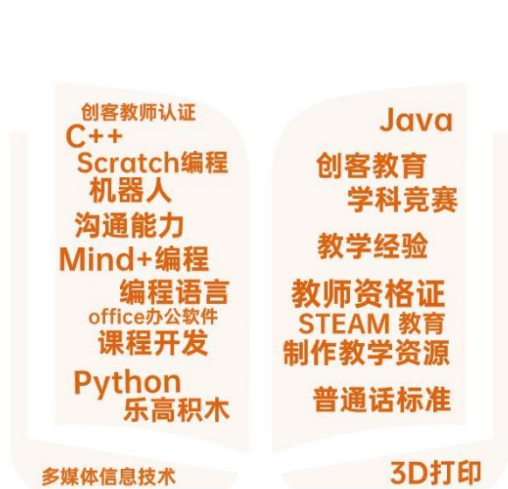 创客教师认证
C++
Scratch编程
机器人
沟通能力
Mind+编程
编程语言
office办公软件
课程开发
Python
乐高积木
多媒体信息技术
Java
创客教育
学科竞赛
教学经验
教师资格证
STEAM 教育
制作教学资源
普通话标准
3D打印